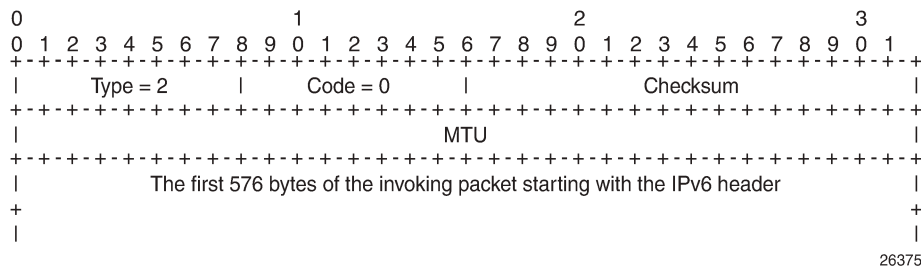 0 1 2 3
0 1 2 3 4 5 6 7 8 9 0 1 2 3 4 5 6 7 8 9 0 1 2 3 4 5 6 7 8 9 0 1
+-+-+-+-+-+-+-+-+-+-+-+-+-+-+-+-+-+-+-+-+-+-+-+-+-+-+-+-+-+-+-+-+
| Type = 2 | Code = 0 | Checksum |
+-+-+-+-+-+-+-+-+-+-+-+-+-+-+-+-+-+-+-+-+-+-+-+-+-+-+-+-+-+-+-+-+
| MTU |
+-+-+-+-+-+-+-+-+-+-+-+-+-+-+-+-+-+-+-+-+-+-+-+-+-+-+-+-+-+-+-+-+
| The first 576 bytes of the invoking packet starting with the IPv6 header |
+ +
| |
26375